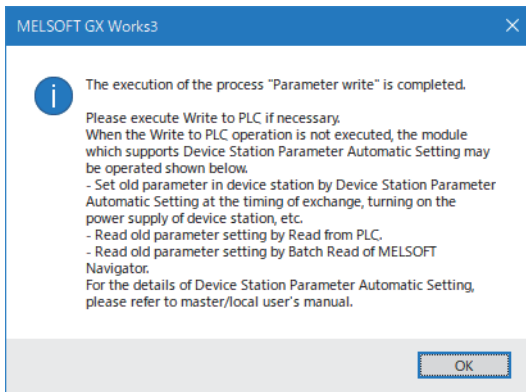 MELSOFT GX Works3
The execution of the process "Parameter write" is completed.
Please execute Write to PLC if necessary.
When the Write to PLC operation is not executed, the module
which supports Device Station Parameter Automatic Setting may
be operated shown below.
- Set old parameter in device station by Device Station Parameter
Automatic Setting at the timing of exchange, turning on the
power supply of device station, etc.
- Read old parameter setting by Read from PLC.
- Read old parameter setting by Batch Read of MELSOFT
Navigator.
For the details of Device Station Parameter Automatic Setting,
please refer to master/local user's manual.
OK